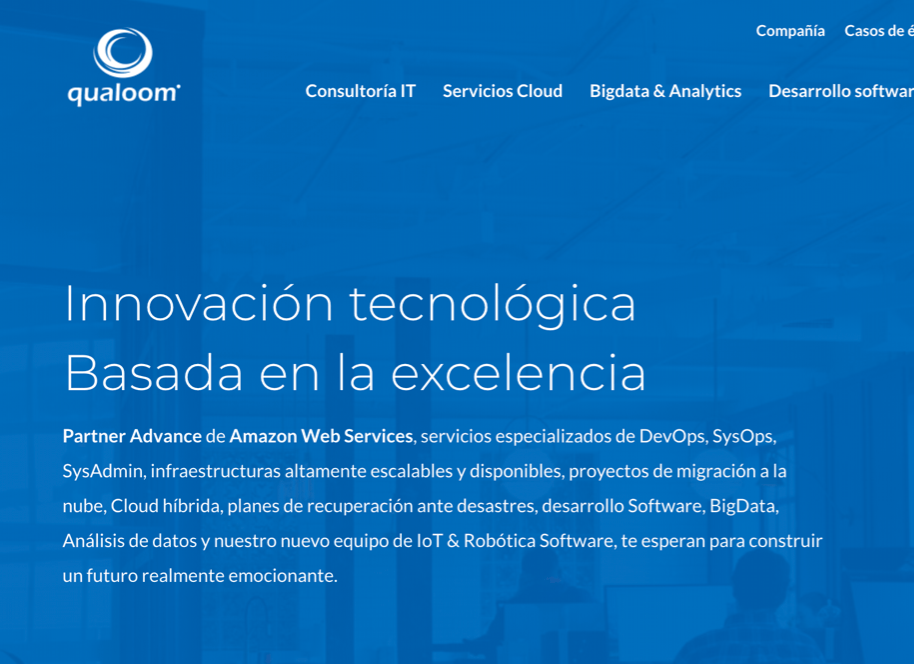 Compañía Casos de
qualoom
Consultoría IT Servicios Cloud Bigdata & Analytics Desarrollo softwar
Innovación tecnológica
Basada en la excelencia
Partner Advance de Amazon Web Services, servicios especializados de DevOps, SysOps,
SysAdmin, infraestructuras altamente escalables y disponibles, proyectos de migración a la
nube, Cloud híbrida, planes de recuperación ante desastres, desarrollo Software, BigData,
Análisis de datos y nuestro nuevo equipo de IoT & Robótica Software, te esperan para construir
un futuro realmente emocionante.